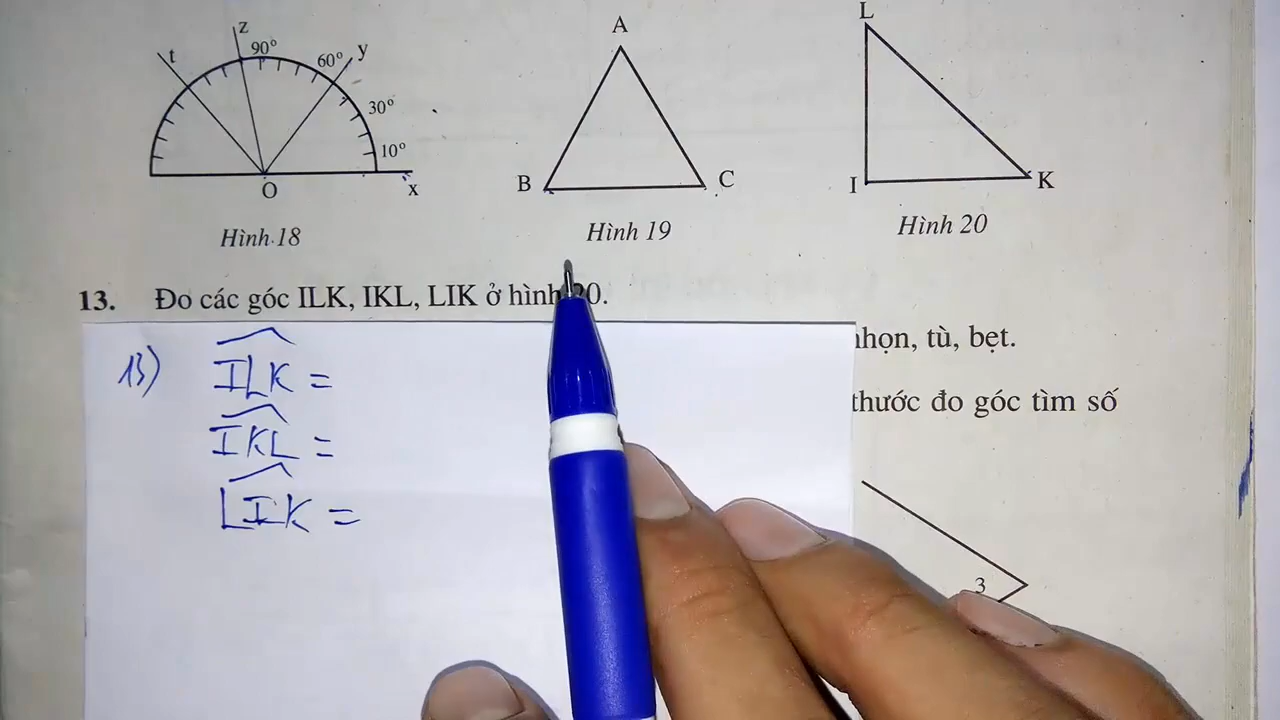 t z 90° 60° y 30° 10° O x
A B C
L I K
Hình 18 Hình 19 Hình 20
13. Đo các góc ILK, IKL, LIK ở hình 20.
nhọn, tù, bẹt.
thước đo góc tìm số
13) ILK =
IKL =
LIK =
3